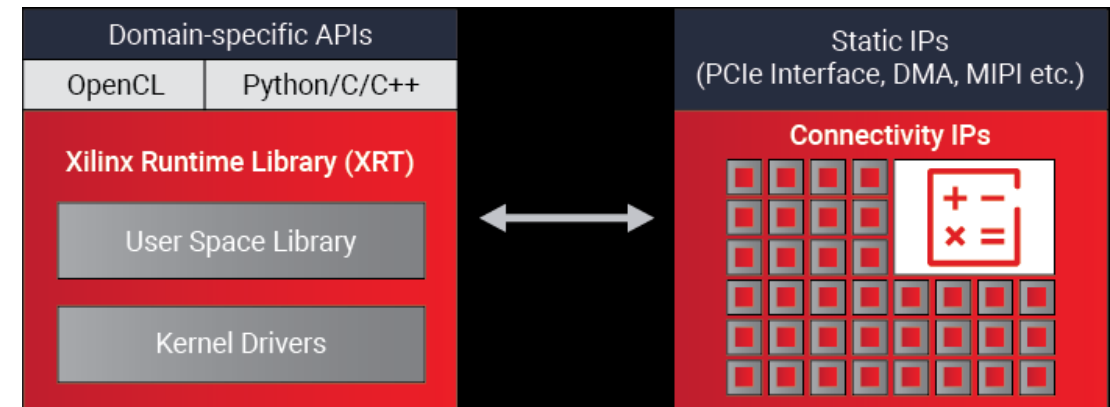 Domain-specific APIs
OpenCL
Python/C/C++
Xilinx Runtime Library (XRT)
User Space Library
Kernel Drivers
Static IPs
(PCIe Interface, DMA, MIPI etc.)
Connectivity IPs
+ −
× =